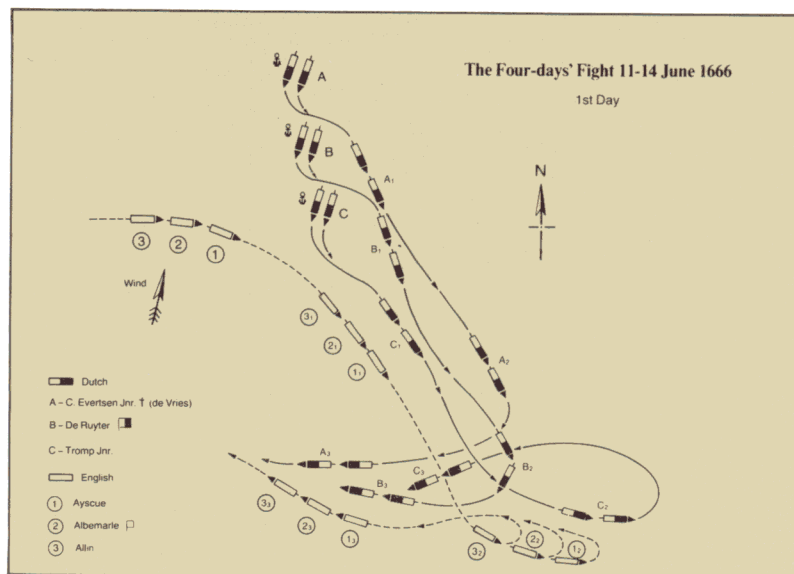 The Four-days' Fight 11-14 June 1666
1st Day
A
B
C
N
A₁
B₁
C₁
A₂
B₂
C₂
A₃
B₃
C₃
3
2
1
Wind
3₁
2₁
1₁
3₂
2₂
1₂
3₃
2₃
1₃
Dutch
A – C. Evertsen Jnr. † (de Vries)
B – De Ruyter
C – Tromp Jnr.
English
1 Ayscue
2 Albemarle
3 Allin